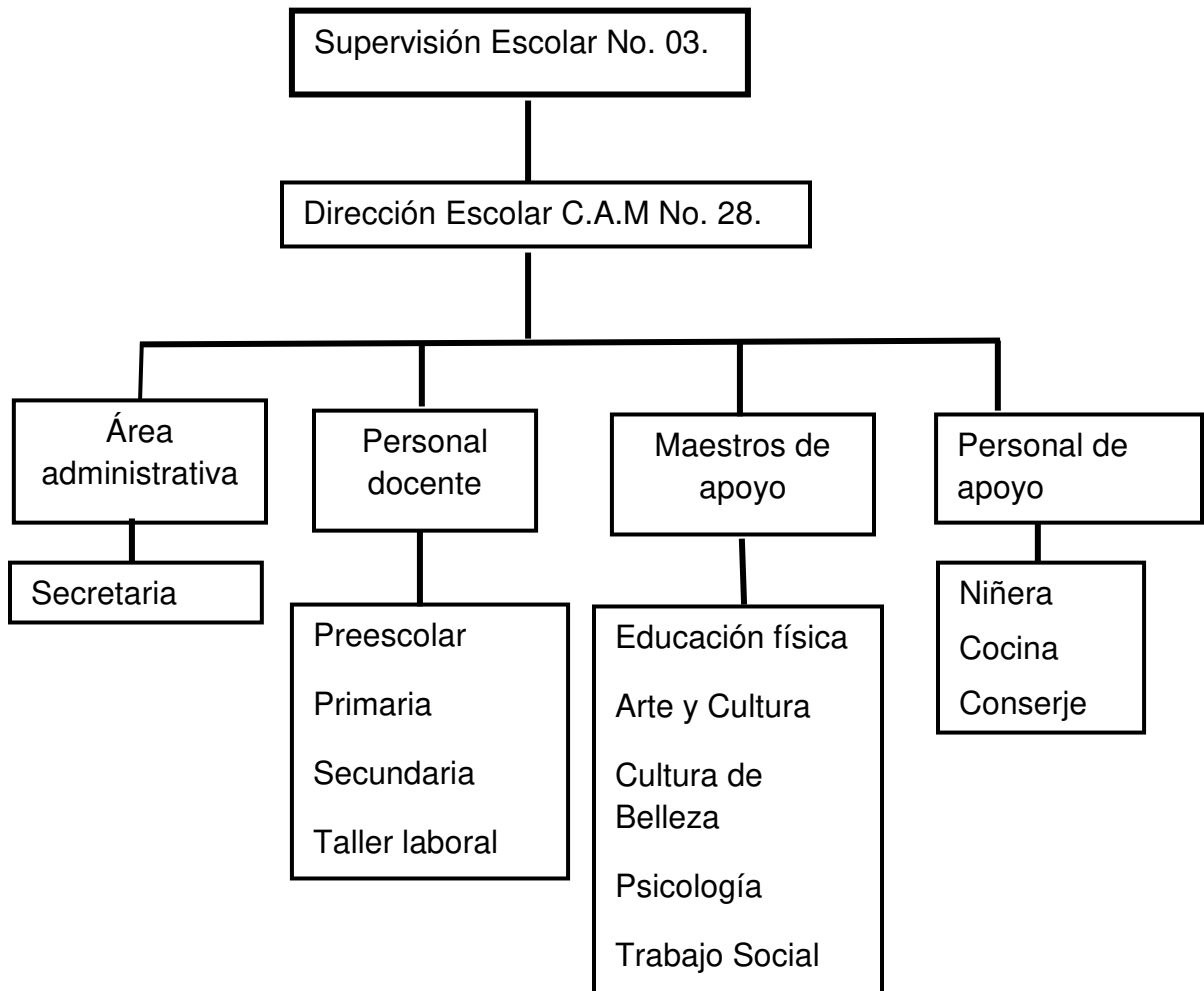 Supervisión Escolar No. 03.
Dirección Escolar C.A.M No. 28.
Área
administrativa
Personal
docente
Maestros de
apoyo
Personal de
apoyo
Secretaria
Preescolar
Primaria
Secundaria
Taller laboral
Educación física
Arte y Cultura
Cultura de
Belleza
Psicología
Trabajo Social
Niñera
Cocina
Conserje